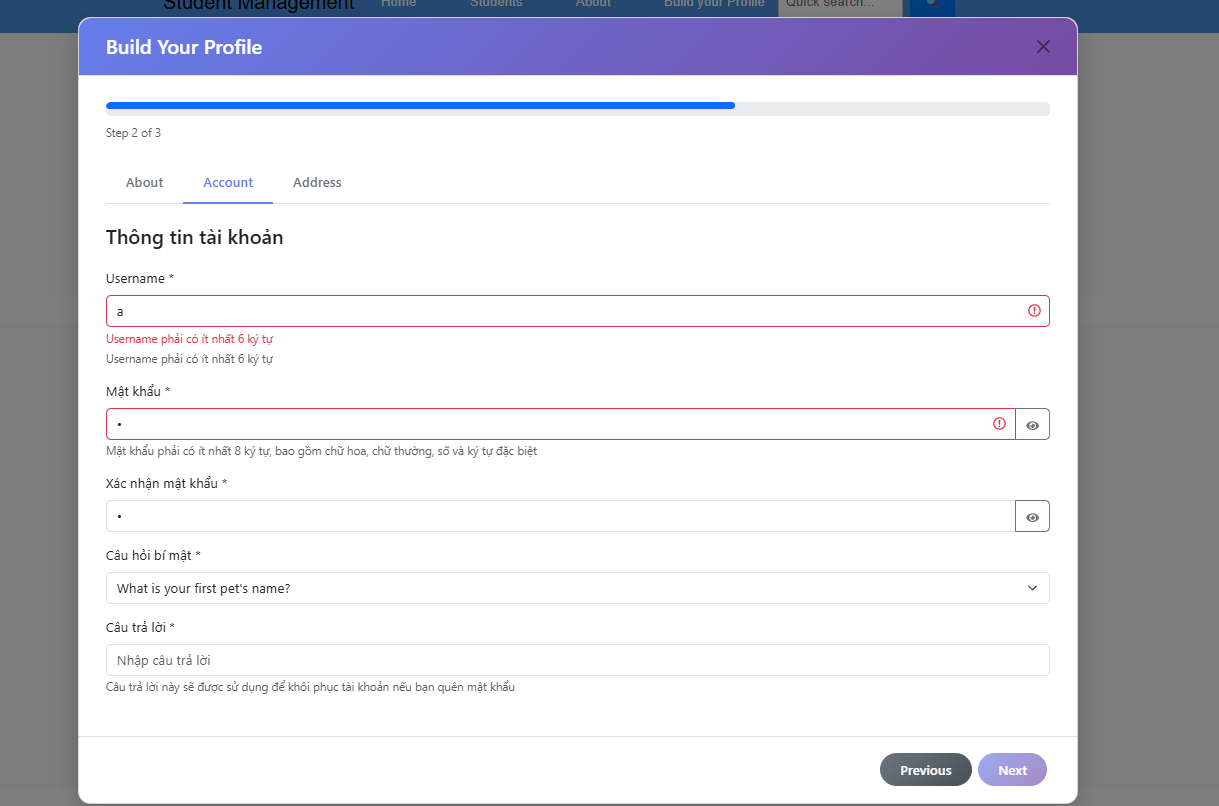 Student Management Home Students About Build your Profile Quick search...
Build Your Profile
Step 2 of 3
About Account Address
Thông tin tài khoản
Username *
a
Username phải có ít nhất 6 ký tự
Username phải có ít nhất 6 ký tự
Mật khẩu *
•
Mật khẩu phải có ít nhất 8 ký tự, bao gồm chữ hoa, chữ thường, số và ký tự đặc biệt
Xác nhận mật khẩu *
•
Câu hỏi bí mật *
What is your first pet's name?
Câu trả lời *
Nhập câu trả lời
Câu trả lời này sẽ được sử dụng để khôi phục tài khoản nếu bạn quên mật khẩu
Previous Next